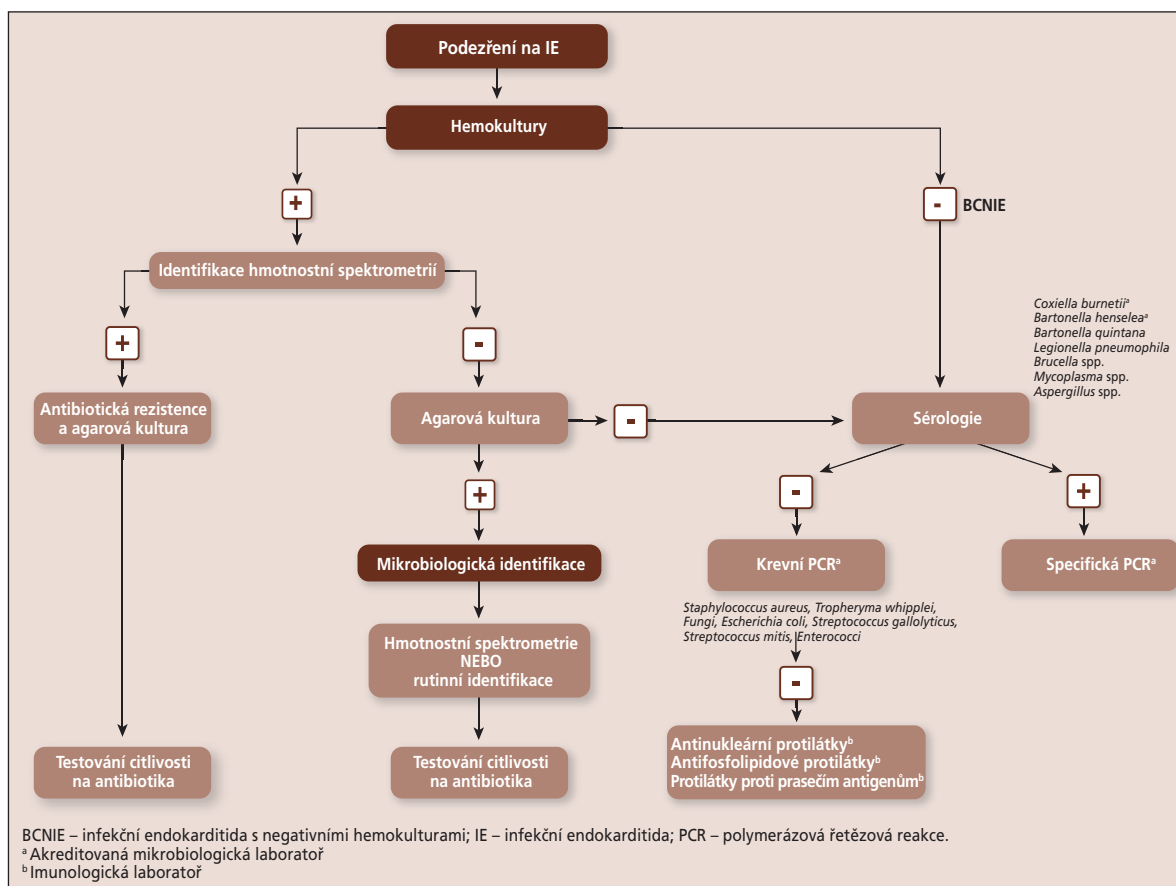 Podezření na IE
Hemokultury
+
-
BCNIE
Identifikace hmotnostní spektrometrií
+
-
Coxiella burnetiiᵃ
Bartonella henseleaᵃ
Bartonella quintana
Legionella pneumophila
Brucella spp.
Mycoplasma spp.
Aspergillus spp.
Antibiotická rezistence
a agarová kultura
Agarová kultura
-
Sérologie
+
-
+
Mikrobiologická identifikace
Krevní PCRᵃ
Specifická PCRᵃ
Staphylococcus aureus, Tropheryma whipplei,
Fungi, Escherichia coli, Streptococcus gallolyticus,
Streptococcus mitis, Enterococci
Hmotnostní spektrometrie
NEBO
rutinní identifikace
-
Testování citlivosti
na antibiotika
Testování citlivosti
na antibiotika
Antinukleární protilátkyᵇ
Antifosfolipidové protilátkyᵇ
Protilátky proti prasečím antigenůmᵇ
BCNIE – infekční endokarditida s negativními hemokulturami; IE – infekční endokarditida; PCR – polymerázová řetězová reakce.
ᵃ Akreditovaná mikrobiologická laboratoř
ᵇ Imunologická laboratoř